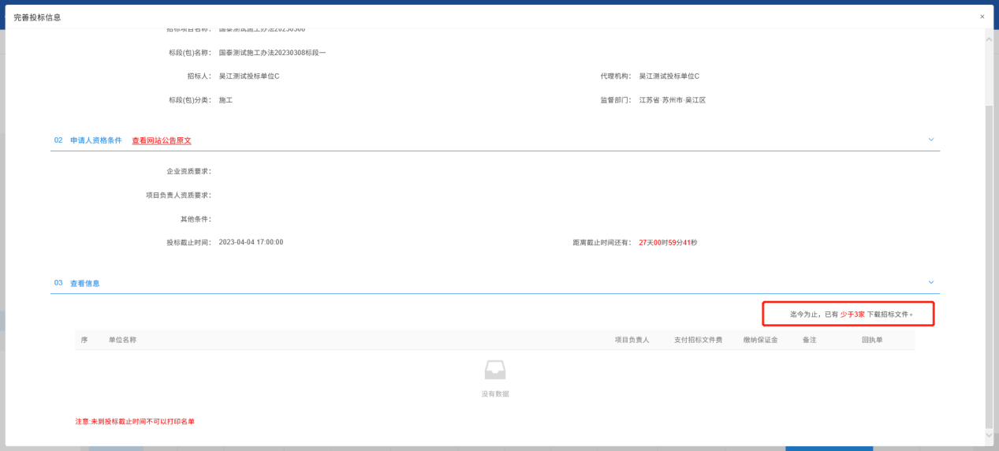 完善投标信息
×
招标项目名称： 国泰测试施工办法20230308
标段(包)名称： 国泰测试施工办法20230308标段一
招标人： 吴江测试投标单位C 代理机构： 吴江测试投标单位C
标段(包)分类： 施工 监督部门： 江苏省·苏州市·吴江区
02 申请人资格条件 查看网站公告原文
企业资质要求：
项目负责人资质要求：
其他条件：
投标截止时间： 2023-04-04 17:00:00 距离截止时间还有： 27天00时59分41秒
03 查看信息
迄今为止，已有 少于3家 下载招标文件。
序 单位名称 项目负责人 支付招标文件费 缴纳保证金 备注 回执单
没有数据
注意:未到投标截止时间不可以打印名单